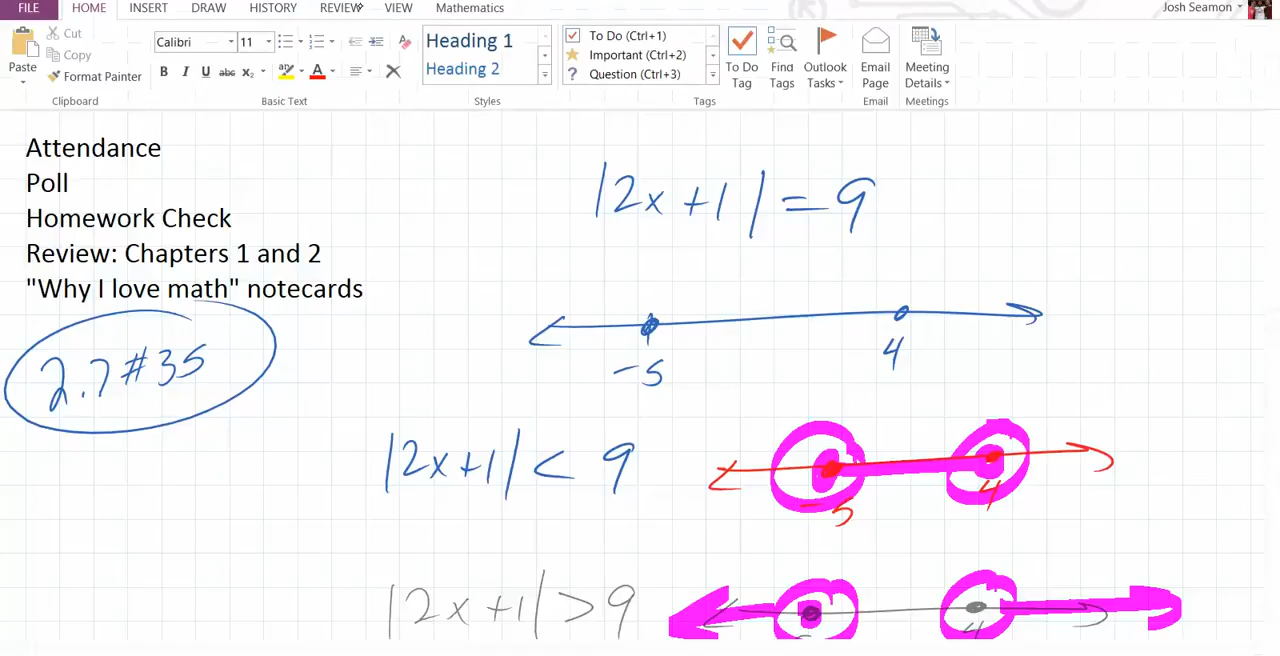 FILE HOME INSERT DRAW HISTORY REVIEW VIEW Mathematics Josh Seamon
Cut
Copy
Paste
Format Painter
Clipboard
Calibri 11
B I U abc X₂ A
Basic Text
Heading 1
Heading 2
Styles
To Do (Ctrl+1)
Important (Ctrl+2)
? Question (Ctrl+3)
To Do Tag
Find Tags
Outlook Tasks
Tags
Email Page
Email
Meeting Details
Meetings
Attendance
Poll
Homework Check
Review: Chapters 1 and 2
"Why I love math" notecards
2.7 #35
|2x+1| = 9
-5 4
|2x+1| < 9
-5 4
|2x+1| > 9
4